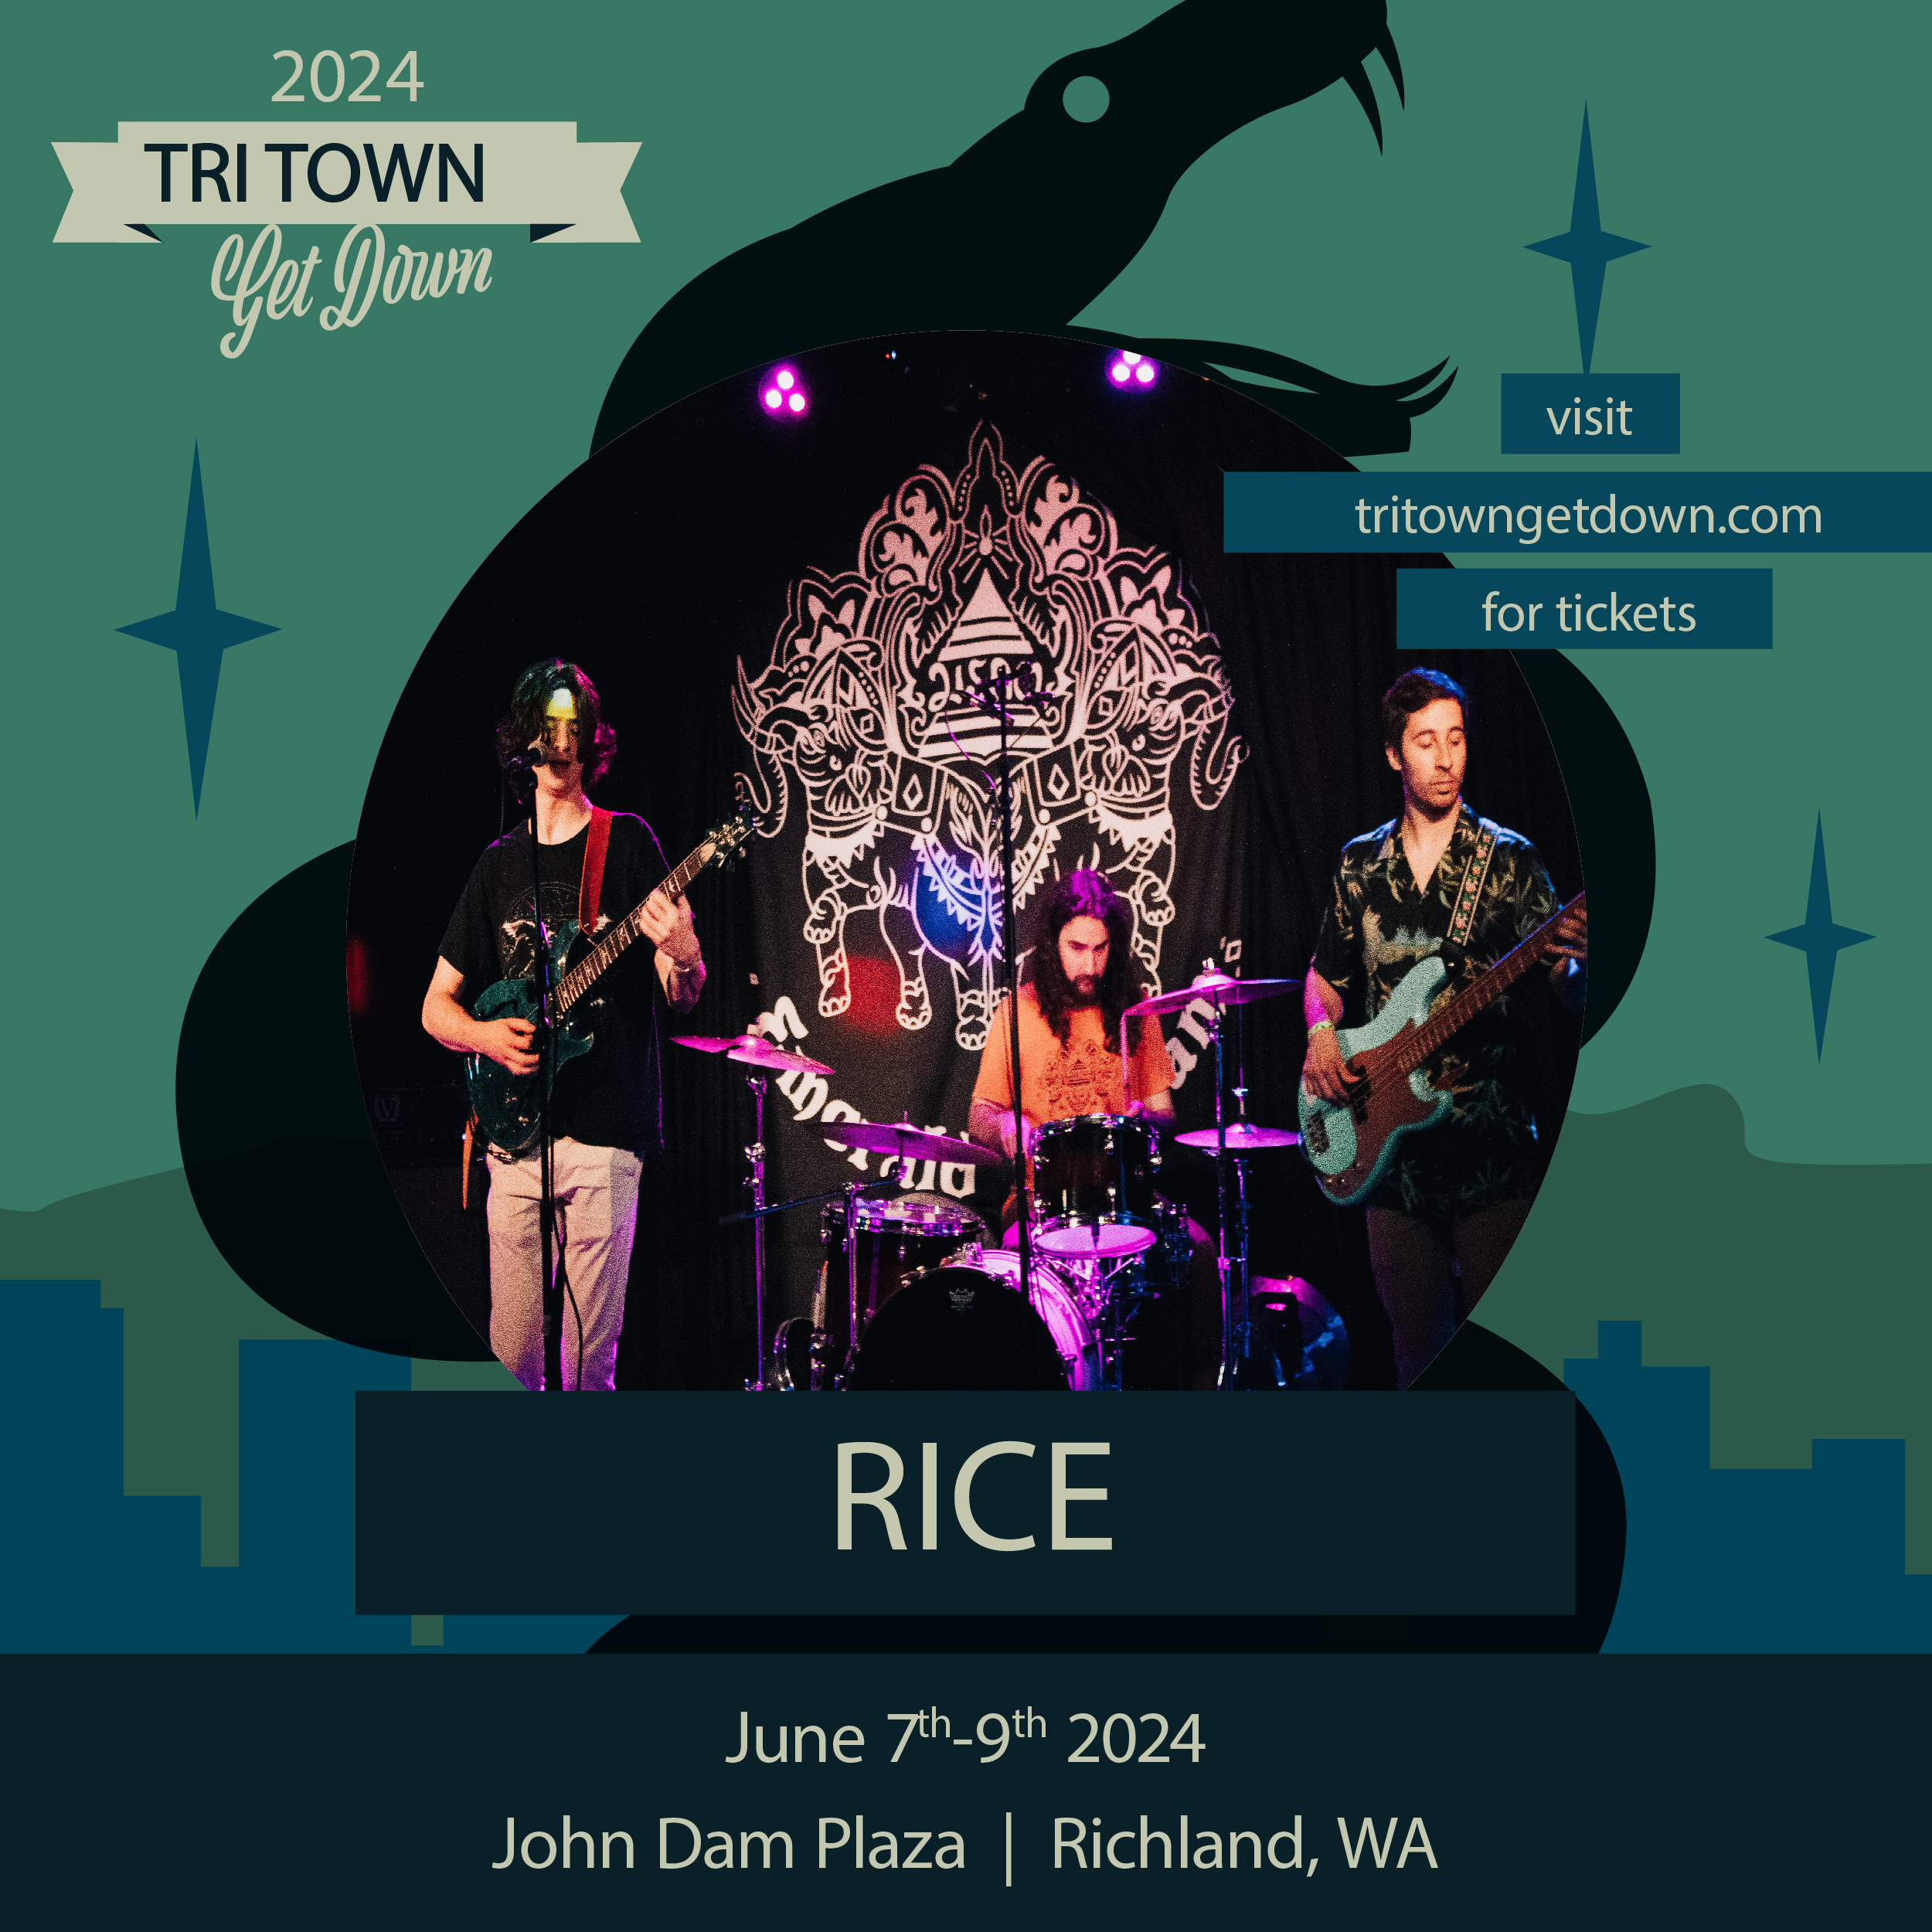 2024
TRI TOWN
Get Down
visit
tritowngetdown.com
for tickets
RICE
June 7th-9th 2024
John Dam Plaza | Richland, WA